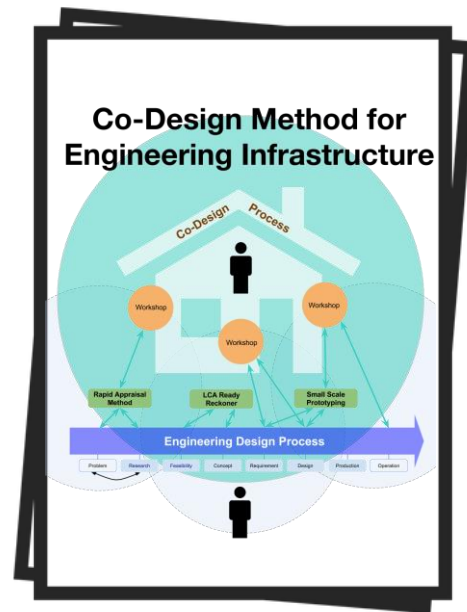 Co-Design Method for
Engineering Infrastructure
Co-Design Process
Workshop
Workshop
Workshop
Rapid Appraisal
Method
LCA Ready
Reckoner
Small Scale
Prototyping
Engineering Design Process
Problem
Research
Feasibility
Concept
Requirement
Design
Production
Operation